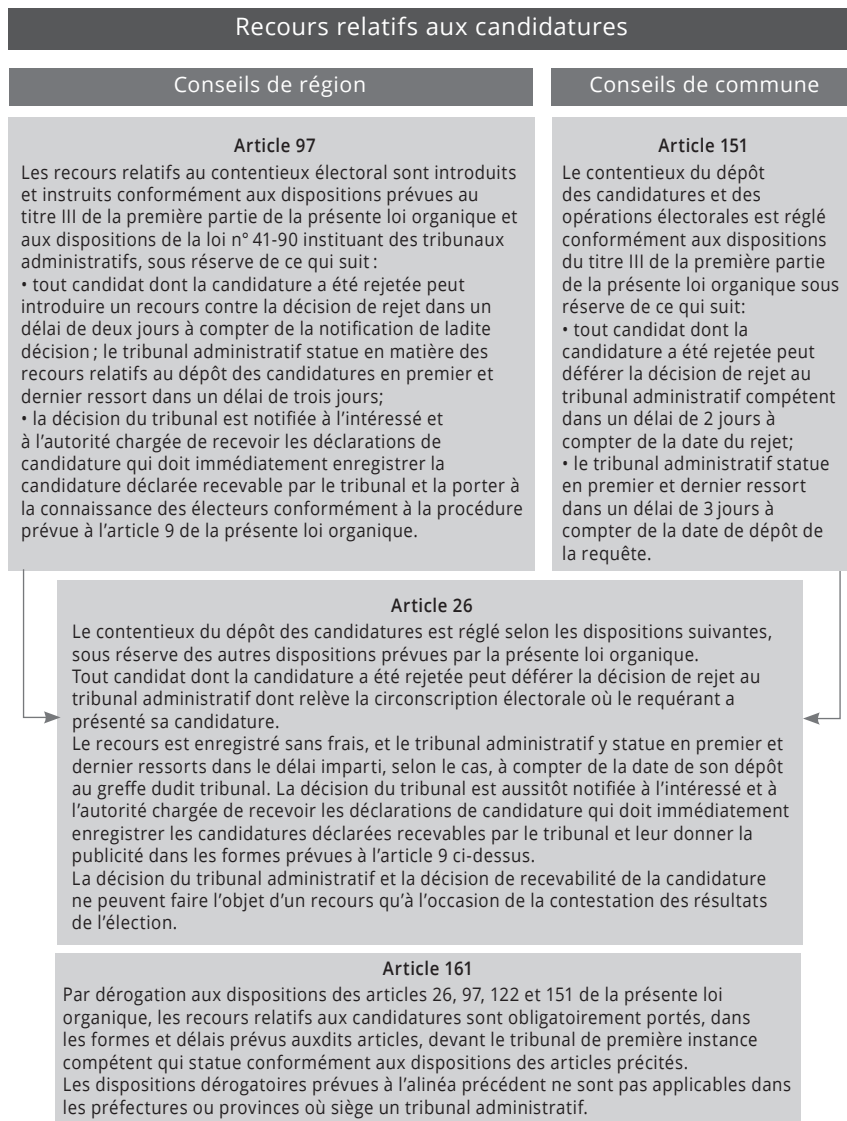 Recours relatifs aux candidatures
Conseils de région
Conseils de commune
Article 97
Les recours relatifs au contentieux électoral sont introduits
et instruits conformément aux dispositions prévues au
titre III de la première partie de la présente loi organique et
aux dispositions de la loi n° 41-90 instituant des tribunaux
administratifs, sous réserve de ce qui suit :
• tout candidat dont la candidature a été rejetée peut
introduire un recours contre la décision de rejet dans un
délai de deux jours à compter de la notification de ladite
décision ; le tribunal administratif statue en matière des
recours relatifs au dépôt des candidatures en premier et
dernier ressort dans un délai de trois jours;
• la décision du tribunal est notifiée à l’intéressé et
à l’autorité chargée de recevoir les déclarations de
candidature qui doit immédiatement enregistrer la
candidature déclarée recevable par le tribunal et la porter à
la connaissance des électeurs conformément à la procédure
prévue à l’article 9 de la présente loi organique.
Article 151
Le contentieux du dépôt
des candidatures et des
opérations électorales est réglé
conformément aux dispositions
du titre III de la première partie
de la présente loi organique sous
réserve de ce qui suit:
• tout candidat dont la
candidature a été rejetée peut
déférer la décision de rejet au
tribunal administratif compétent
dans un délai de 2 jours à
compter de la date du rejet;
• le tribunal administratif statue
en premier et dernier ressort
dans un délai de 3 jours à
compter de la date de dépôt de
la requête.
Article 26
Le contentieux du dépôt des candidatures est réglé selon les dispositions suivantes,
sous réserve des autres dispositions prévues par la présente loi organique.
Tout candidat dont la candidature a été rejetée peut déférer la décision de rejet au
tribunal administratif dont relève la circonscription électorale où le requérant a
présenté sa candidature.
Le recours est enregistré sans frais, et le tribunal administratif y statue en premier et
dernier ressorts dans le délai imparti, selon le cas, à compter de la date de son dépôt
au greffe dudit tribunal. La décision du tribunal est aussitôt notifiée à l’intéressé et à
l’autorité chargée de recevoir les déclarations de candidature qui doit immédiatement
enregistrer les candidatures déclarées recevables par le tribunal et leur donner la
publicité dans les formes prévues à l’article 9 ci-dessus.
La décision du tribunal administratif et la décision de recevabilité de la candidature
ne peuvent faire l’objet d’un recours qu’à l’occasion de la contestation des résultats
de l’élection.
Article 161
Par dérogation aux dispositions des articles 26, 97, 122 et 151 de la présente loi
organique, les recours relatifs aux candidatures sont obligatoirement portés, dans
les formes et délais prévus auxdits articles, devant le tribunal de première instance
compétent qui statue conformément aux dispositions des articles précités.
Les dispositions dérogatoires prévues à l’alinéa précédent ne sont pas applicables dans
les préfectures ou provinces où siège un tribunal administratif.